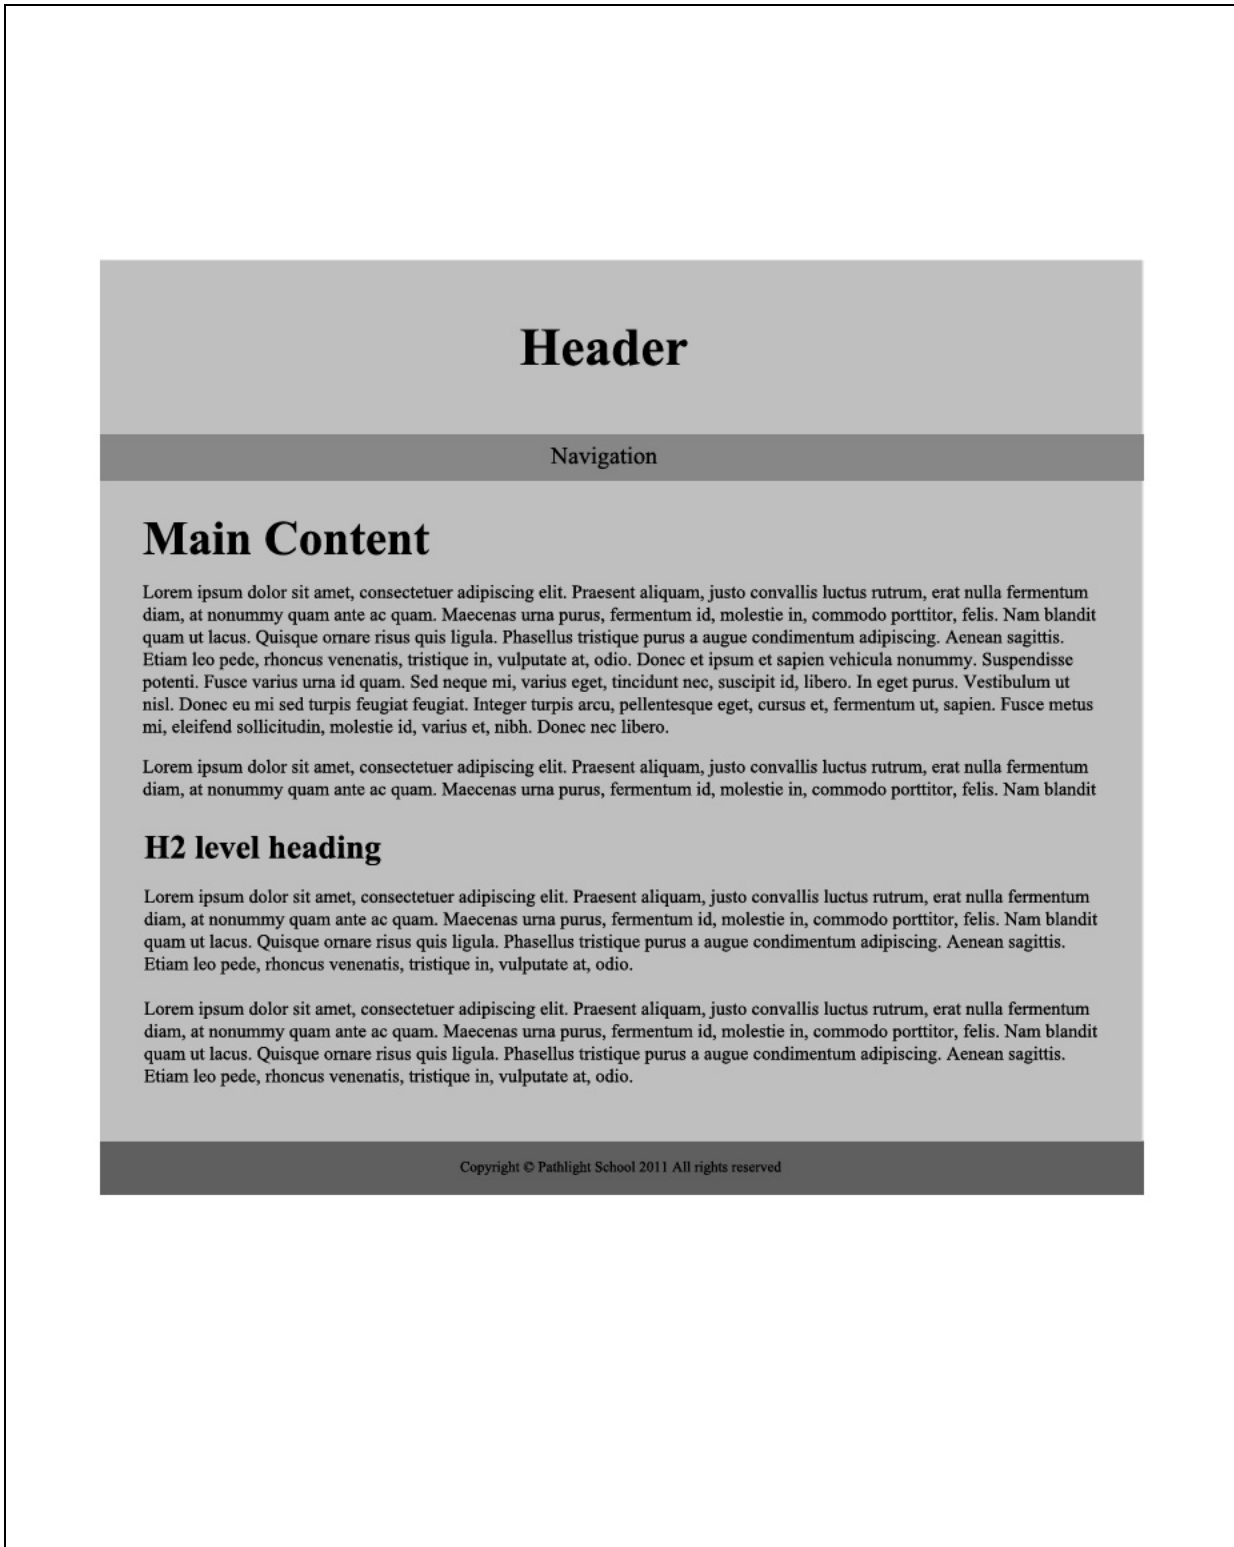 Header
Navigation
Main Content
Lorem ipsum dolor sit amet, consectetuer adipiscing elit. Praesent aliquam, justo convallis luctus rutrum, erat nulla fermentum
diam, at nonummy quam ante ac quam. Maecenas urna purus, fermentum id, molestie in, commodo porttitor, felis. Nam blandit
quam ut lacus. Quisque ornare risus quis ligula. Phasellus tristique purus a augue condimentum adipiscing. Aenean sagittis.
Etiam leo pede, rhoncus venenatis, tristique in, vulputate at, odio. Donec et ipsum et sapien vehicula nonummy. Suspendisse
potenti. Fusce varius urna id quam. Sed neque mi, varius eget, tincidunt nec, suscipit id, libero. In eget purus. Vestibulum ut
nisl. Donec eu mi sed turpis feugiat feugiat. Integer turpis arcu, pellentesque eget, cursus et, fermentum ut, sapien. Fusce metus
mi, eleifend sollicitudin, molestie id, varius et, nibh. Donec nec libero.
Lorem ipsum dolor sit amet, consectetuer adipiscing elit. Praesent aliquam, justo convallis luctus rutrum, erat nulla fermentum
diam, at nonummy quam ante ac quam. Maecenas urna purus, fermentum id, molestie in, commodo porttitor, felis. Nam blandit
H2 level heading
Lorem ipsum dolor sit amet, consectetuer adipiscing elit. Praesent aliquam, justo convallis luctus rutrum, erat nulla fermentum
diam, at nonummy quam ante ac quam. Maecenas urna purus, fermentum id, molestie in, commodo porttitor, felis. Nam blandit
quam ut lacus. Quisque ornare risus quis ligula. Phasellus tristique purus a augue condimentum adipiscing. Aenean sagittis.
Etiam leo pede, rhoncus venenatis, tristique in, vulputate at, odio.
Lorem ipsum dolor sit amet, consectetuer adipiscing elit. Praesent aliquam, justo convallis luctus rutrum, erat nulla fermentum
diam, at nonummy quam ante ac quam. Maecenas urna purus, fermentum id, molestie in, commodo porttitor, felis. Nam blandit
quam ut lacus. Quisque ornare risus quis ligula. Phasellus tristique purus a augue condimentum adipiscing. Aenean sagittis.
Etiam leo pede, rhoncus venenatis, tristique in, vulputate at, odio.
Copyright © Pathlight School 2011 All rights reserved